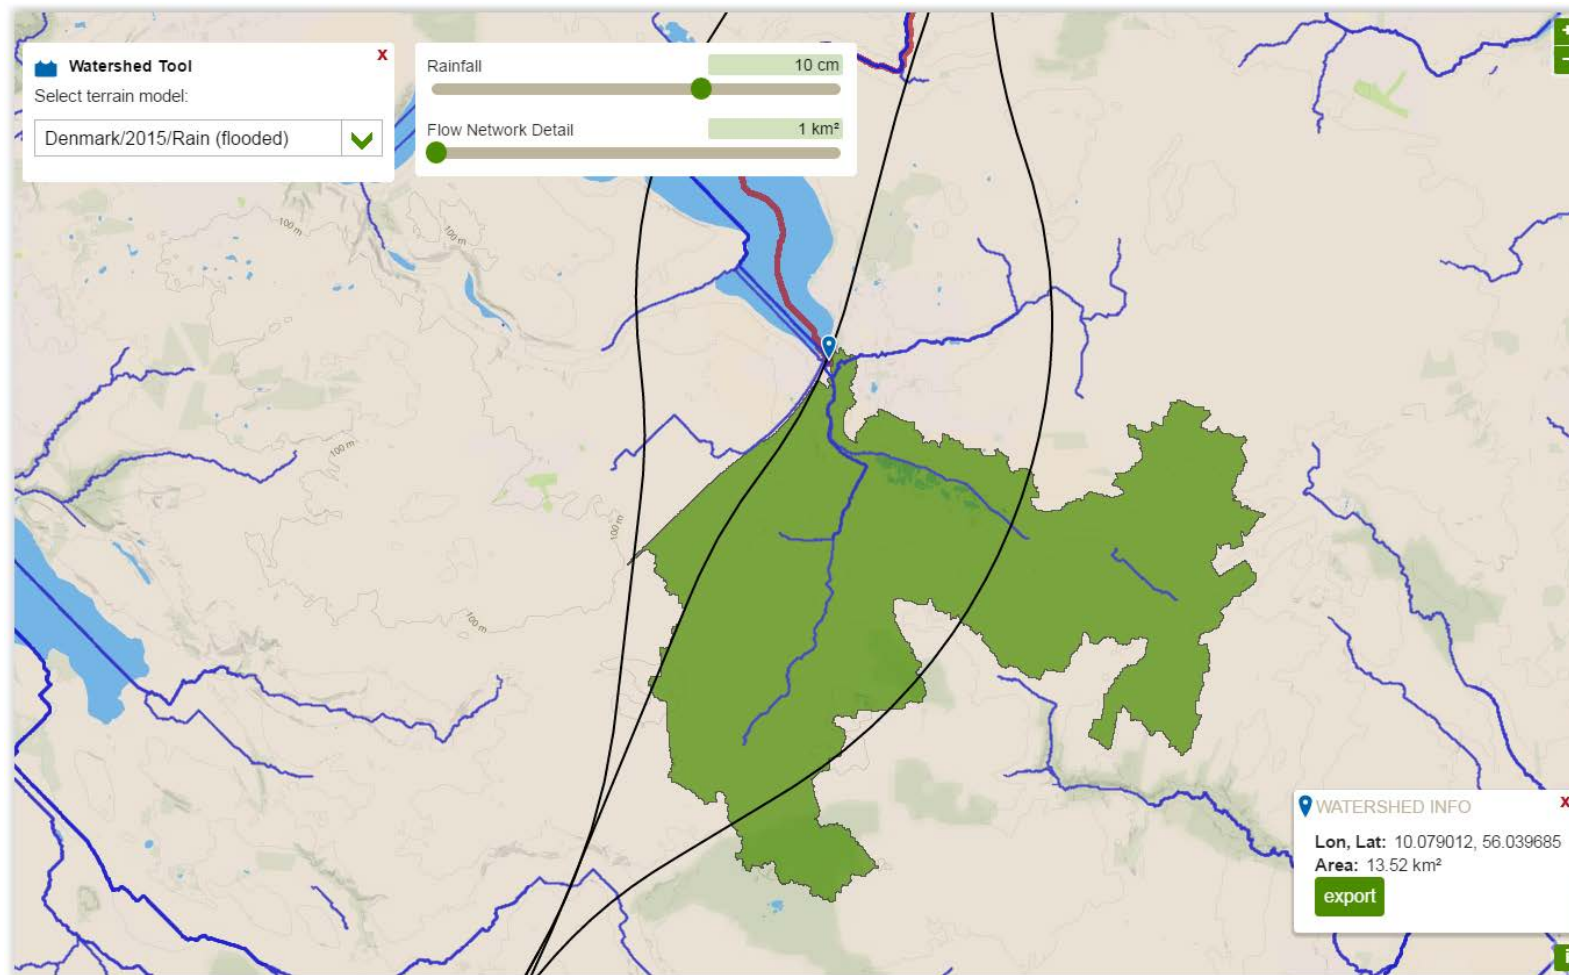 x
Watershed Tool
Select terrain model:
Denmark/2015/Rain (flooded)
Rainfall
10 cm
Flow Network Detail
1 km²
+
−
100 m
100 m
100 m
100 m
100 m
WATERSHED INFO
x
Lon, Lat: 10.079012, 56.039685
Area: 13.52 km²
export
i